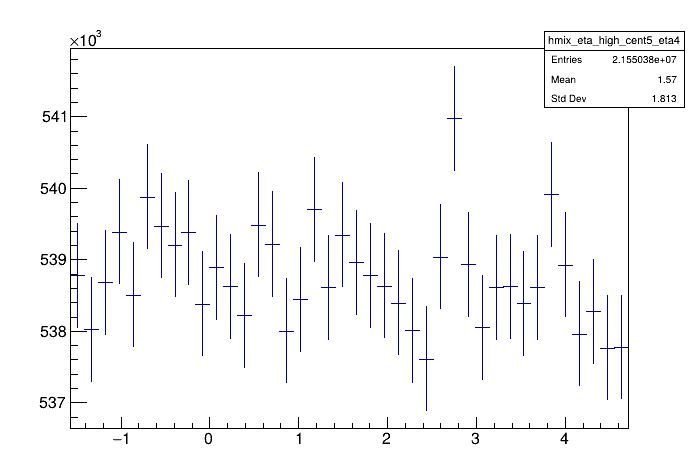 ×10³
hmix_eta_high_cent5_eta4
Entries 2.155038e+07
Mean 1.57
Std Dev 1.813
541
540
539
538
537
−1 0 1 2 3 4